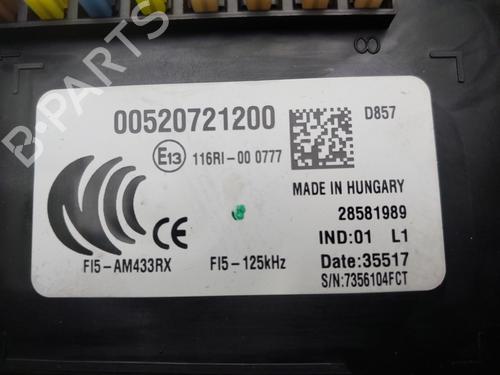 8
00520721200
D857
E13
116RI-00 0777
MADE IN HUNGARY
28581989
CE
IND:01 L1
FI5-AM433RX
FI5-125kHz
Date:35517
S/N:7356104FCT
B-PARTS